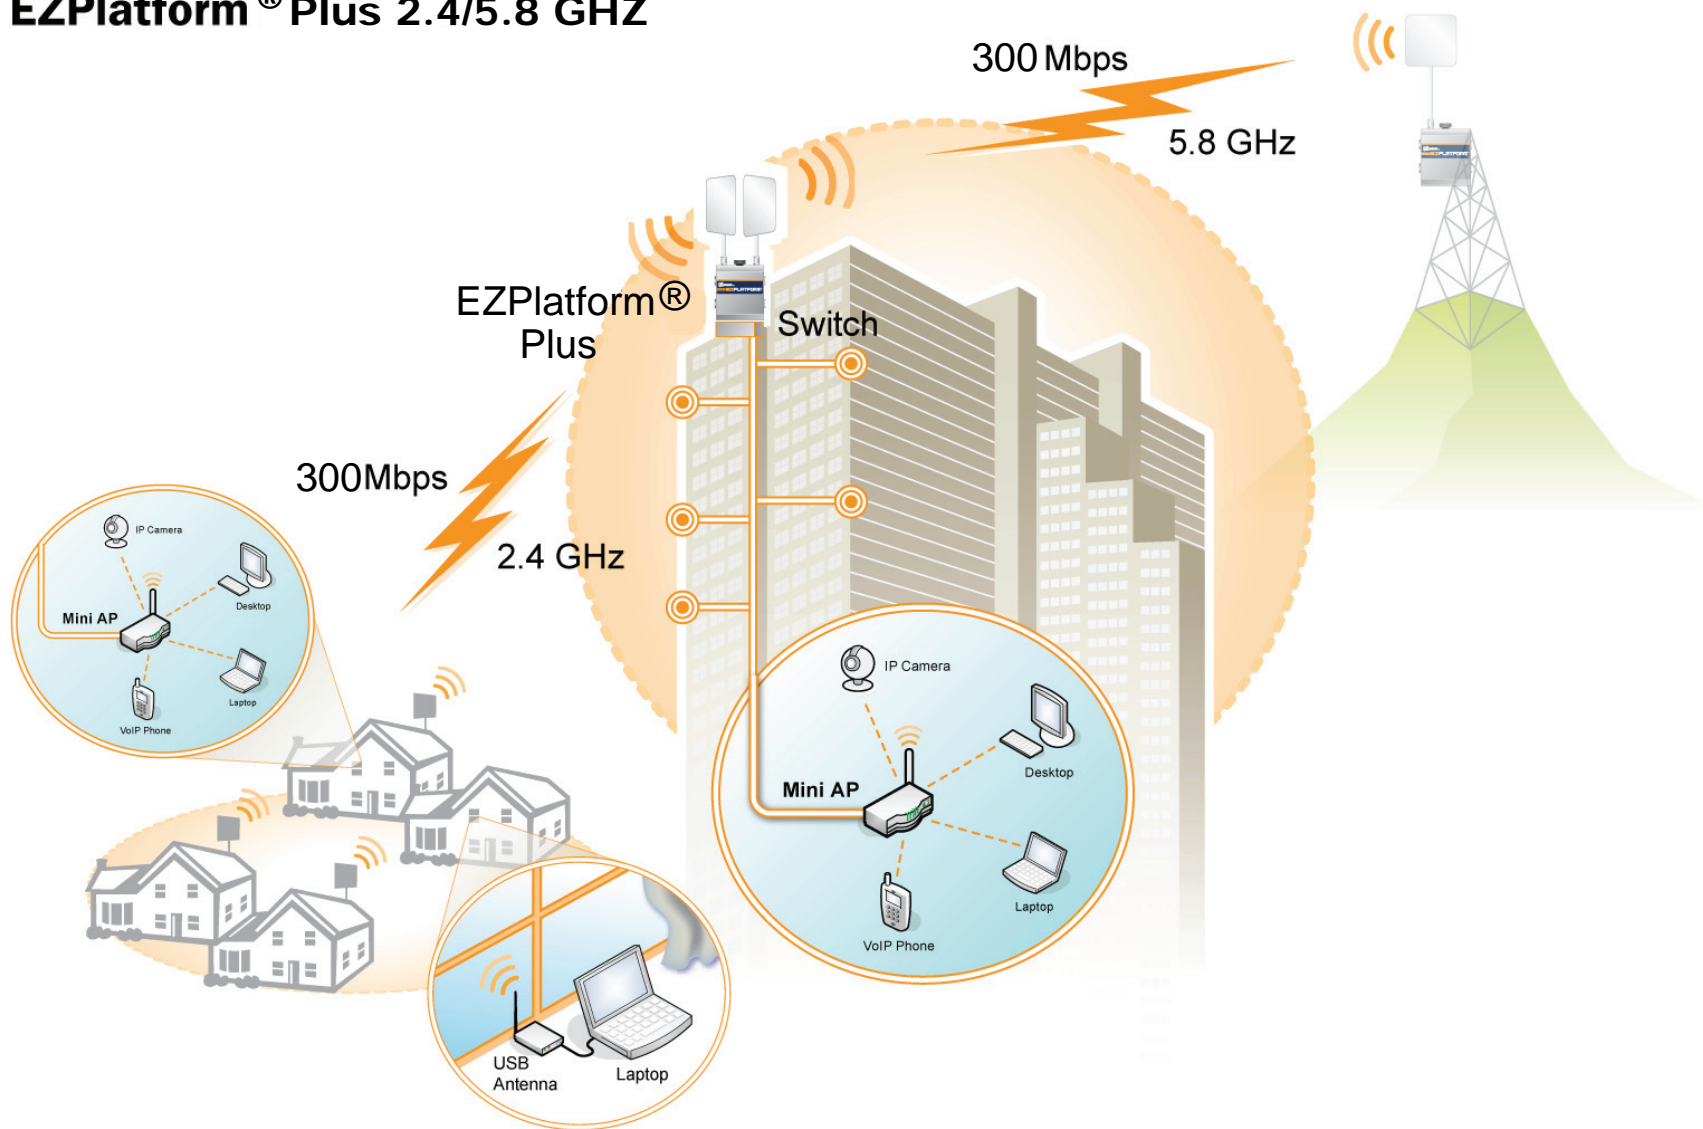 EZPlatform ® Plus 2.4/5.8 GHZ
300 Mbps
5.8 GHz
EZPLATFORM
EZPlatform®
Plus
EZPLATFORM
Switch
300Mbps
2.4 GHz
IP Camera
Desktop
Mini AP
Laptop
VoIP Phone
IP Camera
Desktop
Mini AP
Laptop
VoIP Phone
USB
Antenna
Laptop